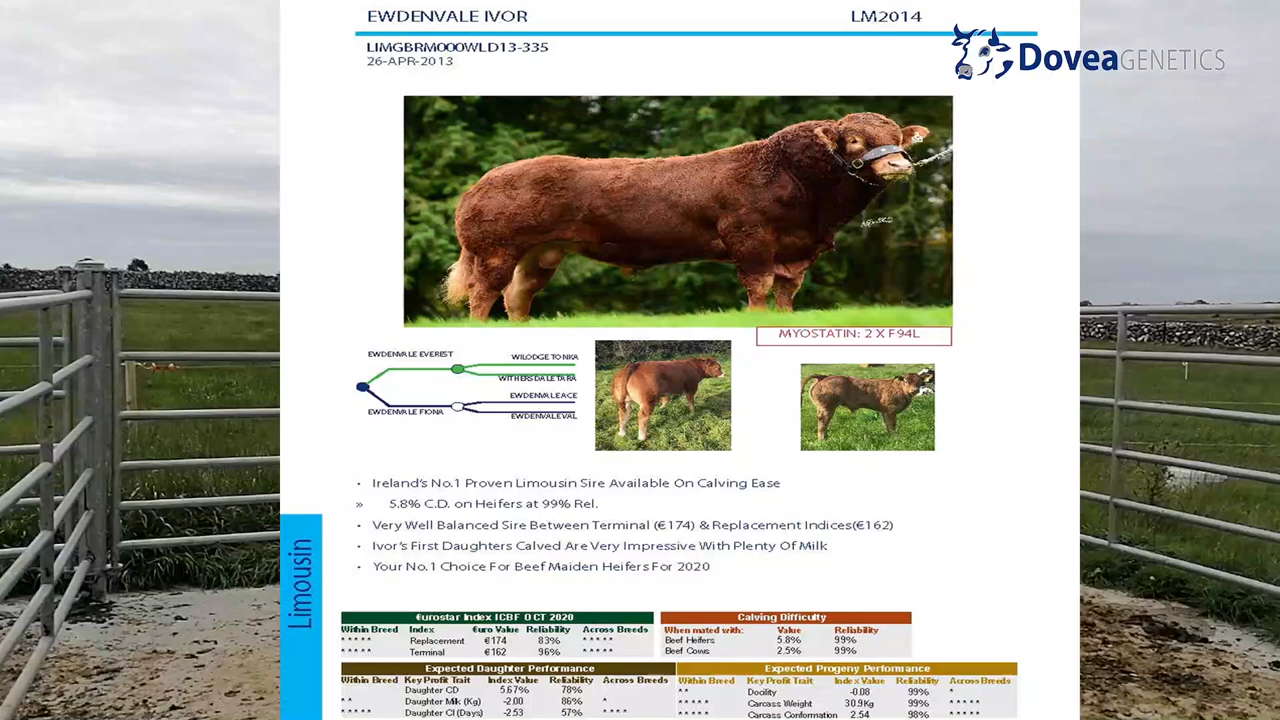 EWDENVALE IVOR LM2014
DoveaGENETICS
LIMGBRM000WLD13-335
26-APR-2013
MYOSTATIN: 2 X F94L
EWDENVALE EVEREST
WILODGE TONKA
WITHERSDALE TARA
EWDENVALE ACE
EWDENVALE FIONA
EWDENVALE VAL
• Ireland's No.1 Proven Limousin Sire Available On Calving Ease
» 5.8% C.D. on Heifers at 99% Rel.
• Very Well Balanced Sire Between Terminal (€174) & Replacement Indices(€162)
• Ivor's First Daughters Calved Are Very Impressive With Plenty Of Milk
• Your No.1 Choice For Beef Maiden Heifers For 2020
Limousin
€urostar Index ICBF OCT 2020
Within Breed Index €uro Value Reliability Across Breeds
***** Replacement €174 83% *****
***** Terminal €162 96% *****
Calving Difficulty
When mated with: Value Reliability
Beef Heifers 5.8% 99%
Beef Cows 2.5% 99%
Expected Daughter Performance
Within Breed Key Profit Trait Index Value Reliability Across Breeds
Daughter CD 5.67% 78%
** Daughter Milk (Kg) -2.00 86% *
***** Daughter CI (Days) -2.53 57% ****
Expected Progeny Performance
Within Breed Key Profit Trait Index Value Reliability Across Breeds
** Docility -0.08 99% *
***** Carcass Weight 30.9Kg 99% *****
***** Carcass Conformation 2.54 98% *****